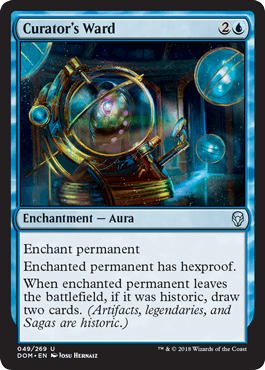 Curator's Ward 2
Enchantment — Aura
Enchant permanent
Enchanted permanent has hexproof.
When enchanted permanent leaves
the battlefield, if it was historic, draw
two cards. (Artifacts, legendaries, and
Sagas are historic.)
049/269 U
DOM • EN Josu Hernaiz
™ & © 2018 Wizards of the Coast